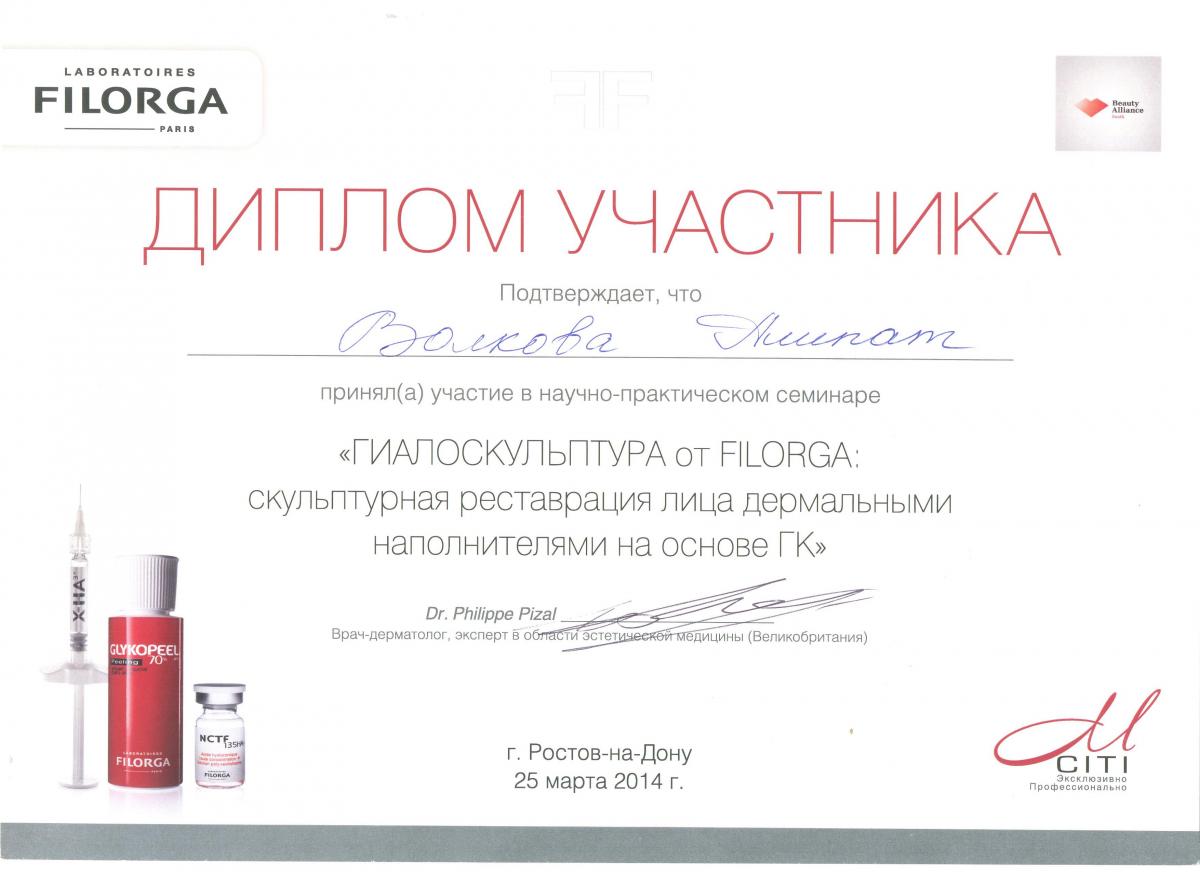 LABORATOIRES
FILORGA
PARIS
Beauty
Alliance
South
ДИПЛОМ УЧАСТНИКА
Подтверждает, что
Волкова
принял(а) участие в научно-практическом семинаре
«ГИАЛОСКУЛЬПТУРА от FILORGA:
скульптурная реставрация лица дермальными
наполнителями на основе ГК»
Dr. Philippe Pizal
Врач-дерматолог, эксперт в области эстетической медицины (Великобритания)
X-HA
GLYKOPEEL
Peeling 70%
LABORATOIRES
FILORGA
PARIS
NCTF
135HA
FILORGA
г. Ростов-на-Дону
25 марта 2014 г.
M
CITI
Эксклюзивно
Профессионально